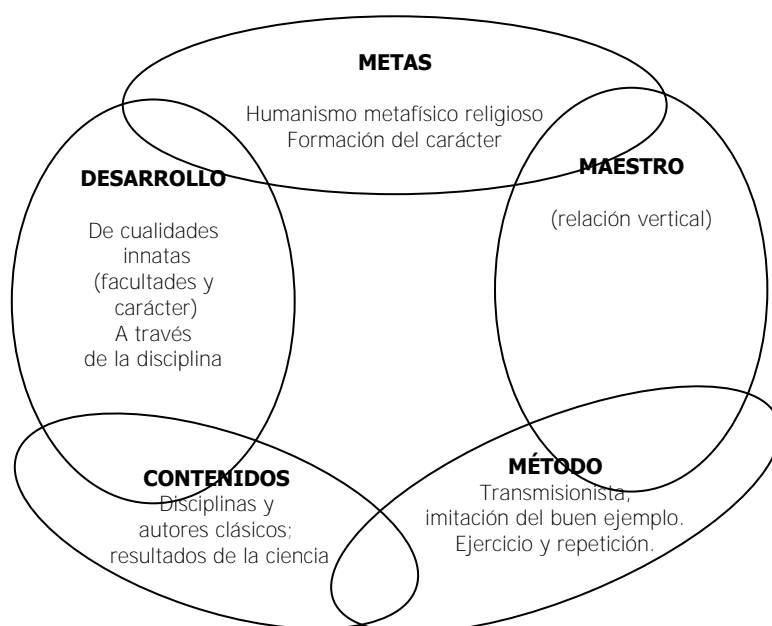 METAS
Humanismo metafísico religioso
Formación del carácter
DESARROLLO
De cualidades
innatas
(facultades y
carácter)
A través
de la disciplina
MAESTRO
(relación vertical)
CONTENIDOS
Disciplinas y
autores clásicos;
resultados de la ciencia
MÉTODO
Transmisionista,
imitación del buen ejemplo.
Ejercicio y repetición.